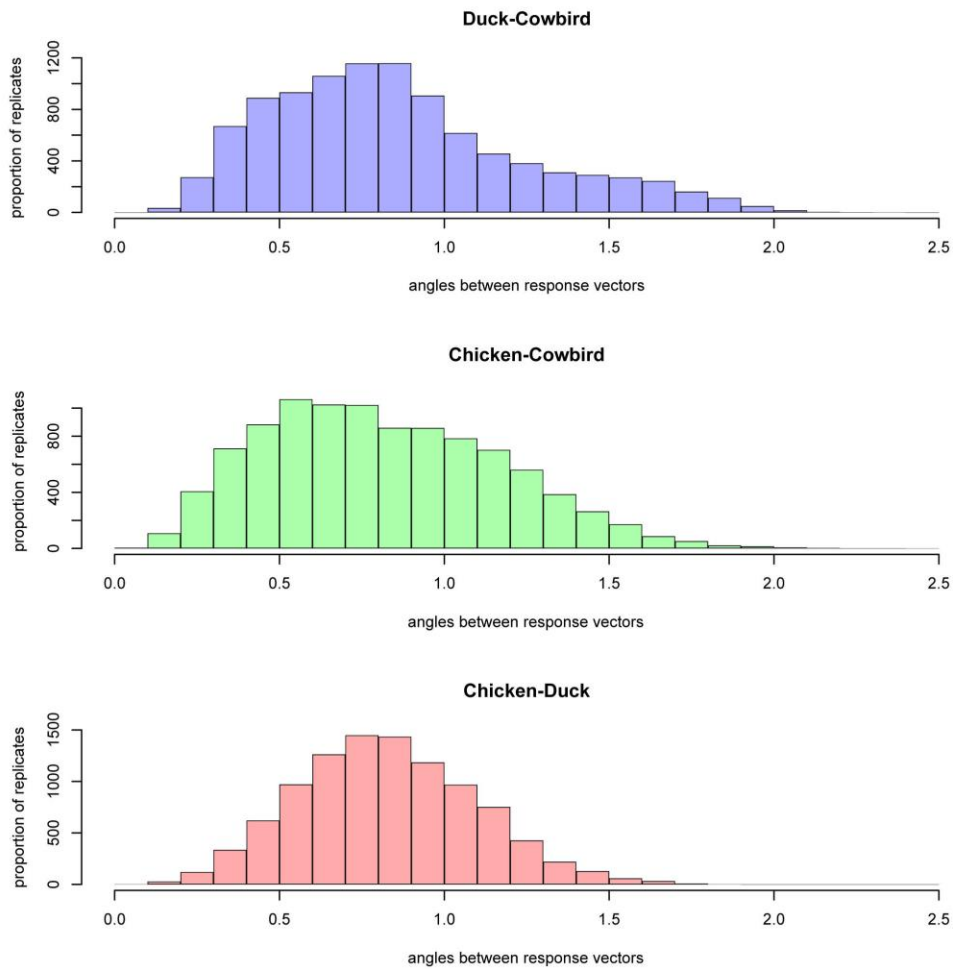 Duck-Cowbird
proportion of replicates
1200
800
400
0
0.0 0.5 1.0 1.5 2.0 2.5
angles between response vectors
Chicken-Cowbird
proportion of replicates
800
400
0
0.0 0.5 1.0 1.5 2.0 2.5
angles between response vectors
Chicken-Duck
proportion of replicates
1500
1000
500
0
0.0 0.5 1.0 1.5 2.0 2.5
angles between response vectors